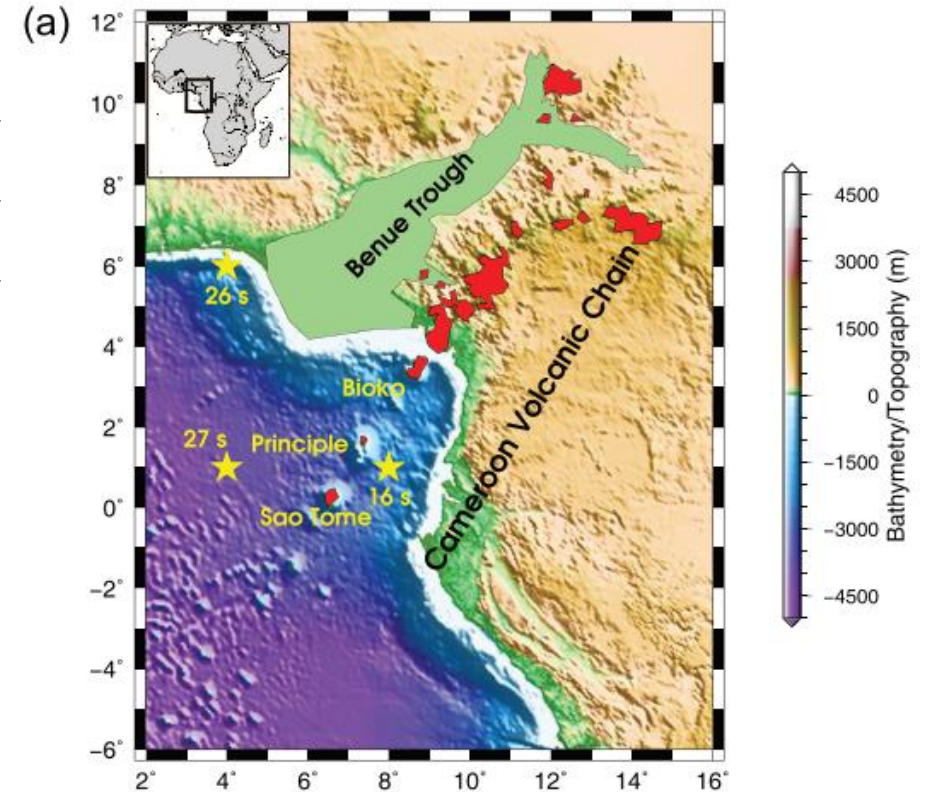 (a)
12°
10°
8°
6°
4°
2°
0°
−2°
−4°
−6°
2°
4°
6°
8°
10°
12°
14°
16°
Benue Trough
26 s
Bioko
27 s
Principle
16 s
Sao Tome
Cameroon Volcanic Chain
4500
3000
1500
0
−1500
−3000
−4500
Bathymetry/Topography (m)